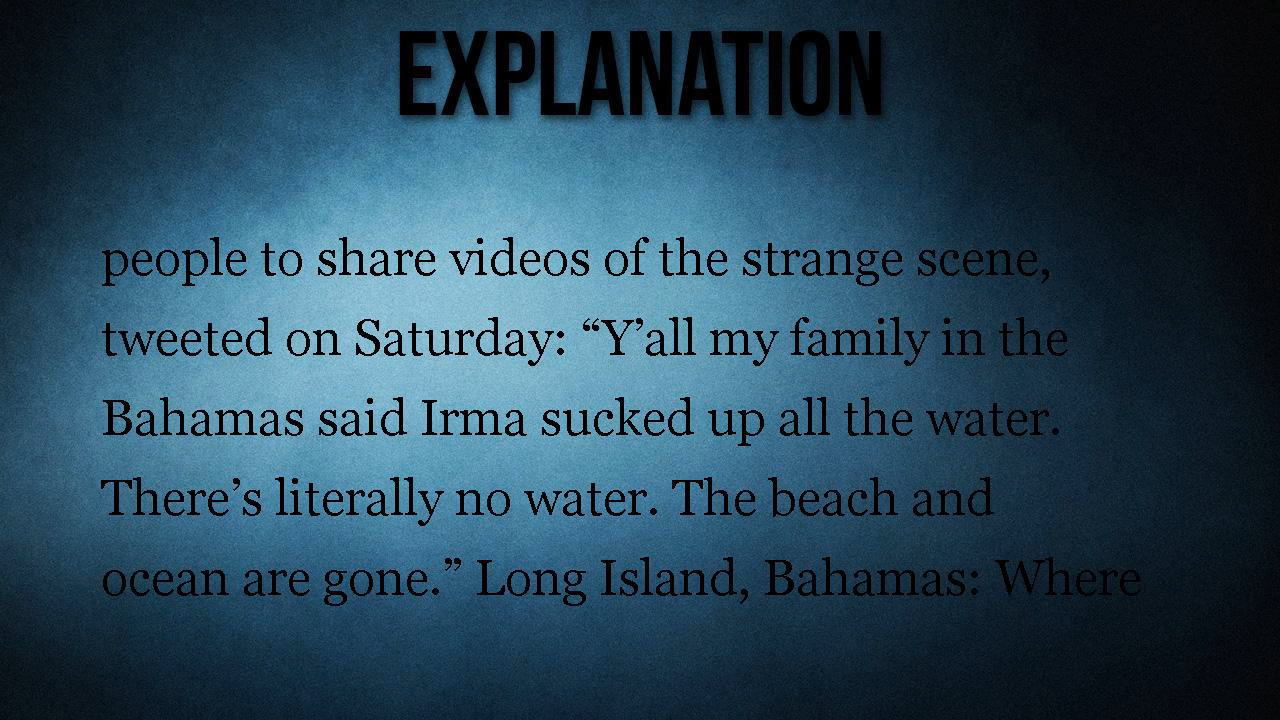 EXPLANATION
people to share videos of the strange scene,
tweeted on Saturday: “Y’all my family in the
Bahamas said Irma sucked up all the water.
There’s literally no water. The beach and
ocean are gone.” Long Island, Bahamas: Where